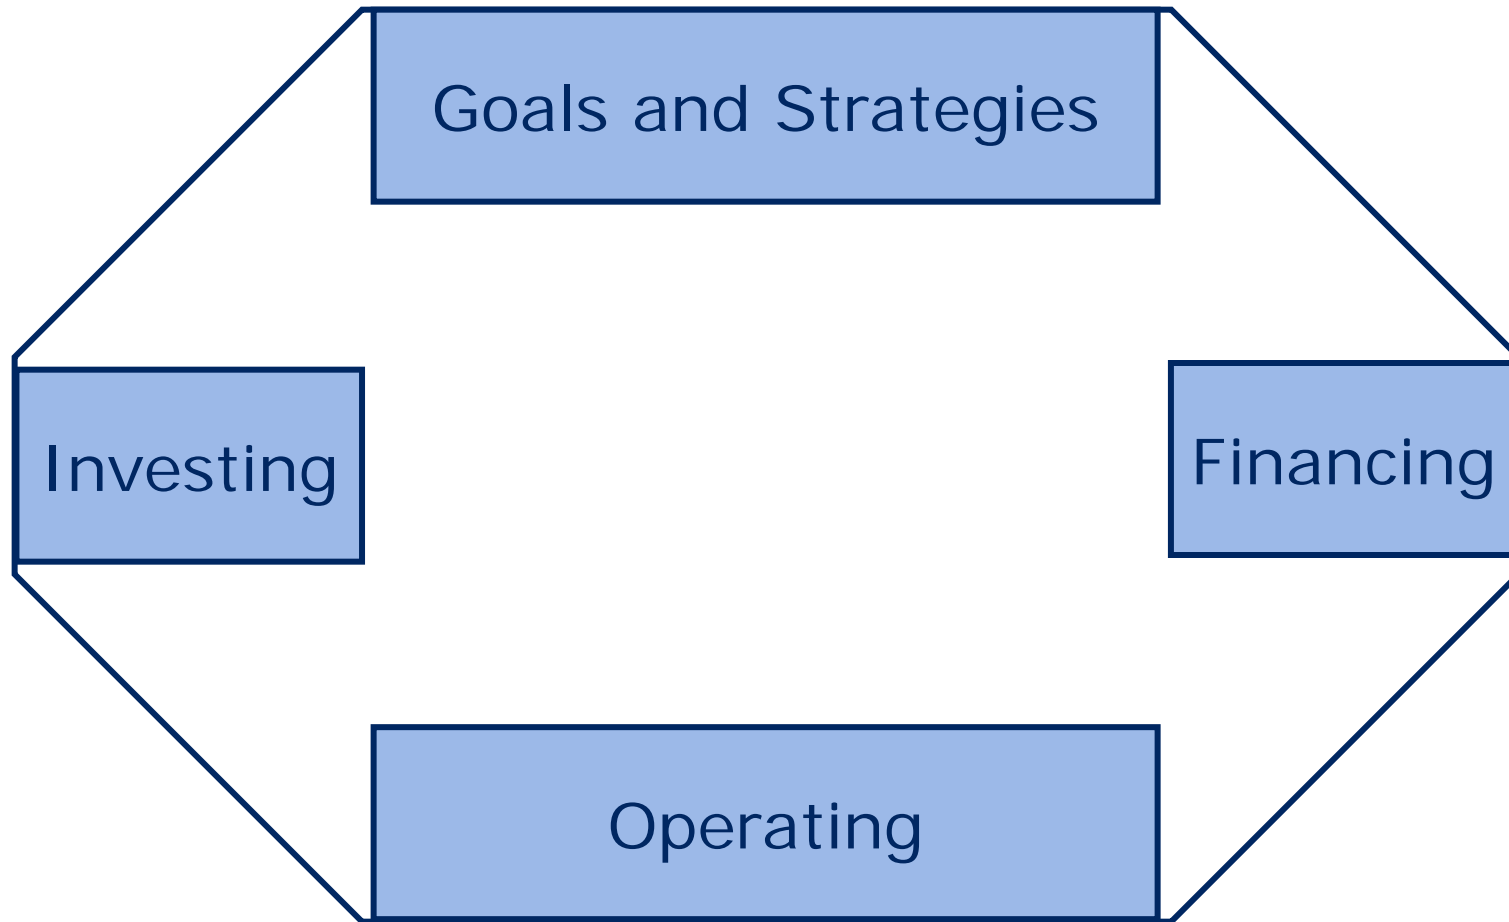 Goals and Strategies
Investing
Financing
Operating